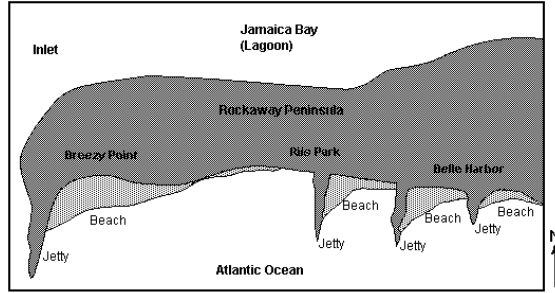 Jamaica Bay
(Lagoon)
Inlet
Rockaway Peninsula
Breezy Point
Riis Park
Belle Harbor
Beach
Beach
Beach
Beach
Jetty
Jetty
Jetty
Jetty
Atlantic Ocean
N